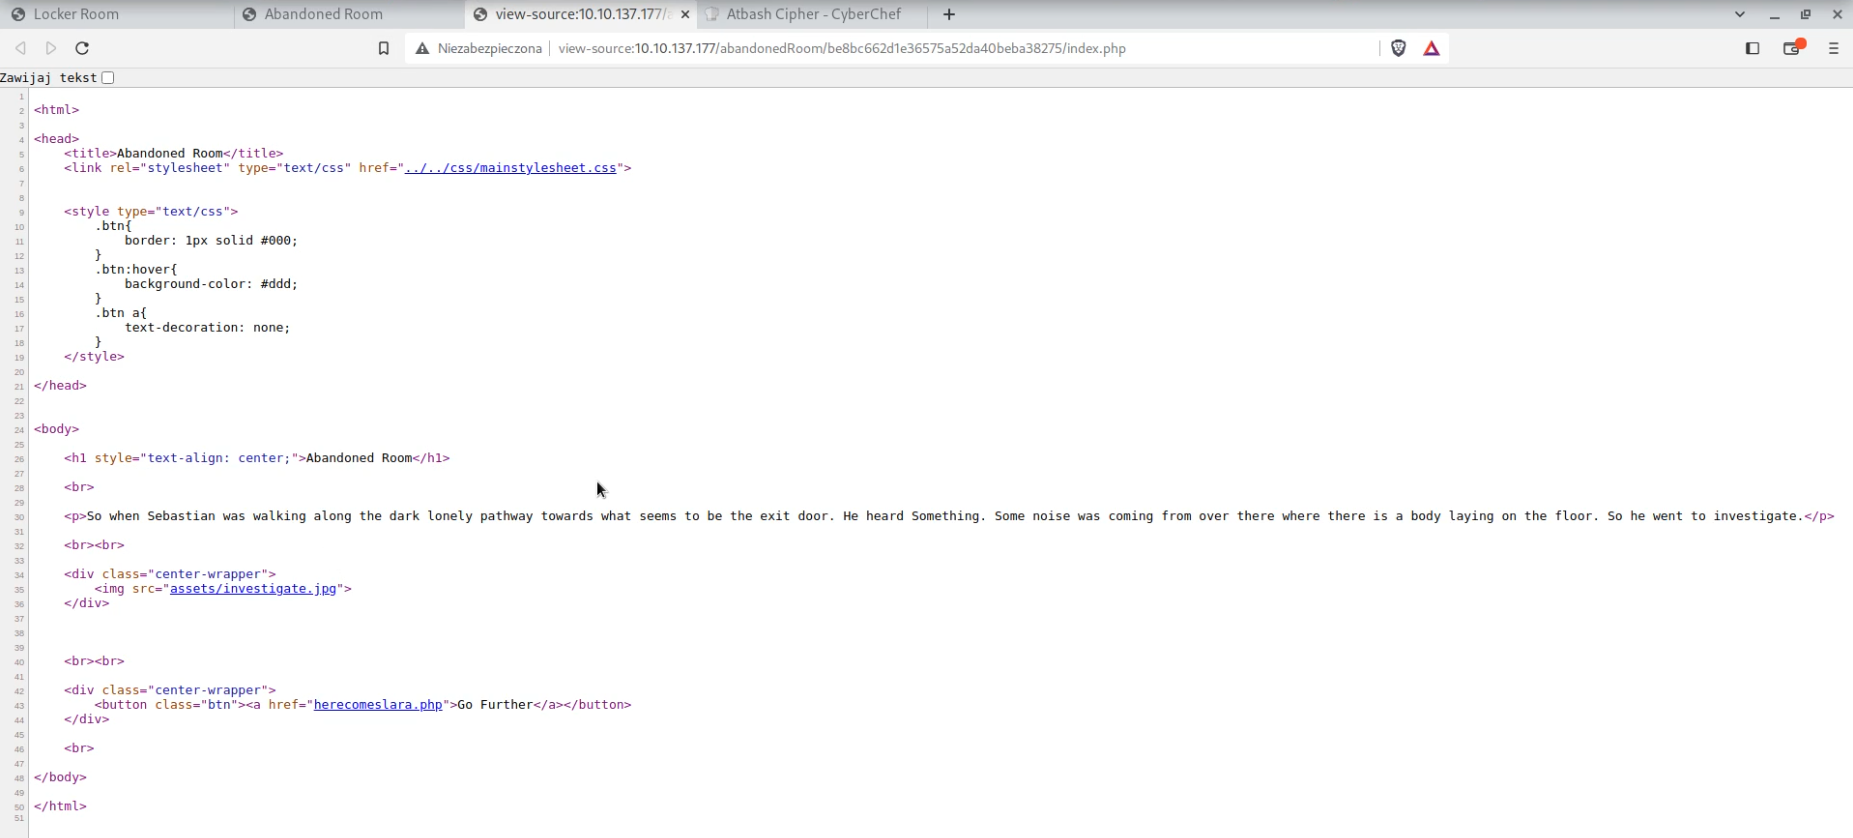 Locker Room
Abandoned Room
view-source:10.10.137.177/a
Atbash Cipher - CyberChef
Niezabezpieczona
view-source:10.10.137.177/abandonedRoom/be8bc662d1e36575a52da40beba38275/index.php
Zawijaj tekst
1
2 <html>
3
4 <head>
5 <title>Abandoned Room</title>
6 <link rel="stylesheet" type="text/css" href="../../css/mainstylesheet.css">
7
8
9 <style type="text/css">
10 .btn{
11 border: 1px solid #000;
12 }
13 .btn:hover{
14 background-color: #ddd;
15 }
16 .btn a{
17 text-decoration: none;
18 }
19 </style>
20
21 </head>
22
23
24 <body>
25
26 <h1 style="text-align: center;">Abandoned Room</h1>
27
28 <br>
29
30 <p>So when Sebastian was walking along the dark lonely pathway towards what seems to be the exit door. He heard Something. Some noise was coming from over there where there is a body laying on the floor. So he went to investigate.</p>
31
32 <br><br>
33
34 <div class="center-wrapper">
35 <img src="assets/investigate.jpg">
36 </div>
37
38
39
40 <br><br>
41
42 <div class="center-wrapper">
43 <button class="btn"><a href="herecomeslara.php">Go Further</a></button>
44 </div>
45
46 <br>
47
48 </body>
49
50 </html>
51